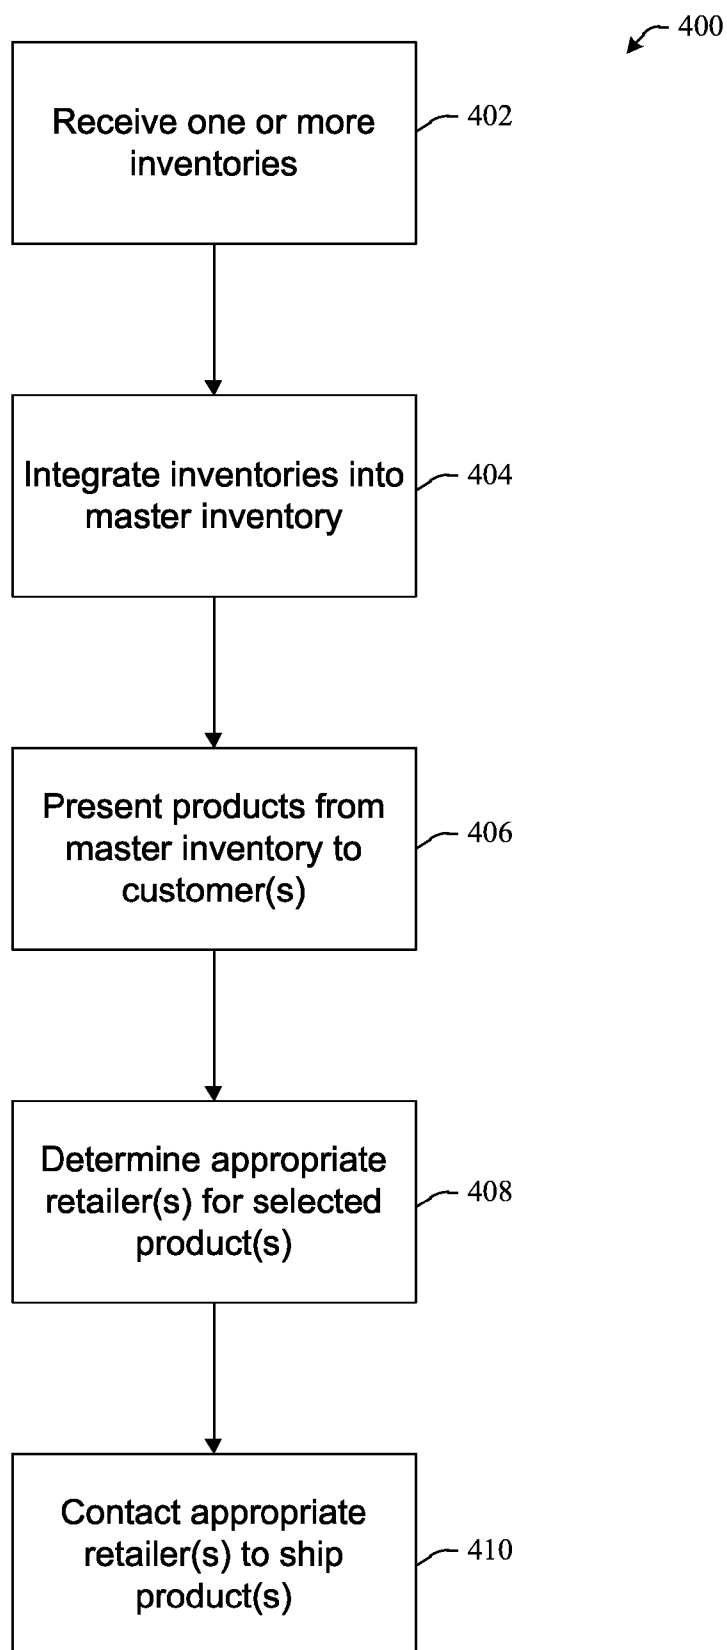 400
Receive one or more
inventories
402
Integrate inventories into
master inventory
404
Present products from
master inventory to
customer(s)
406
Determine appropriate
retailer(s) for selected
product(s)
408
Contact appropriate
retailer(s) to ship
product(s)
410